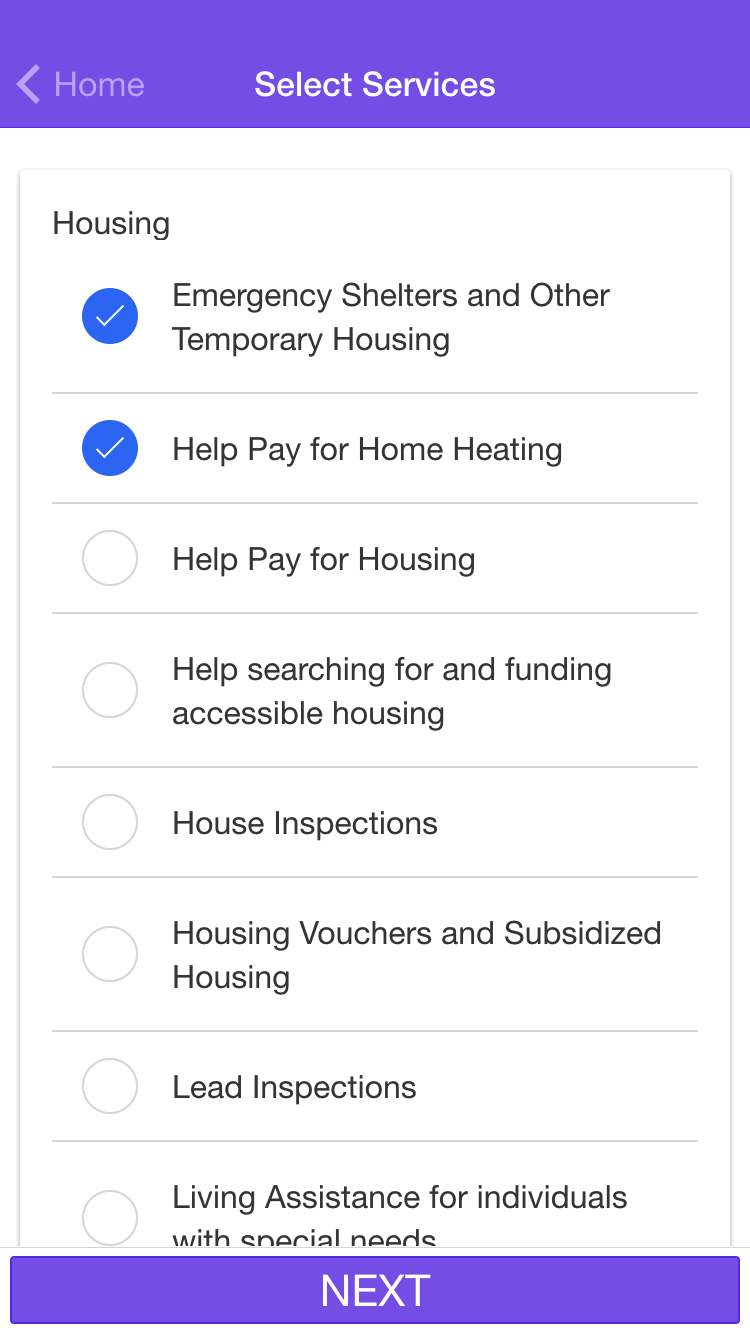 Home
Select Services
Housing
Emergency Shelters and Other
Temporary Housing
Help Pay for Home Heating
Help Pay for Housing
Help searching for and funding
accessible housing
House Inspections
Housing Vouchers and Subsidized
Housing
Lead Inspections
Living Assistance for individuals
with special needs
NEXT